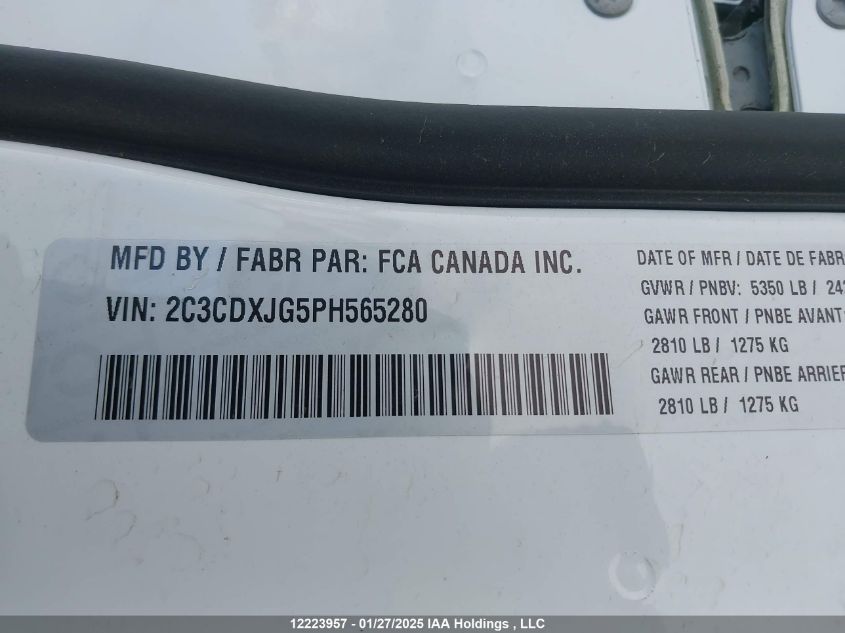 MFD BY / FABR PAR: FCA CANADA INC.
VIN: 2C3CDXJG5PH565280
DATE OF MFR / DATE DE FABR
GVWR / PNBV: 5350 LB / 24
GAWR FRONT / PNBE AVANT
2810 LB / 1275 KG
GAWR REAR / PNBE ARRIER
2810 LB / 1275 KG
12223957 - 01/27/2025 IAA Holdings , LLC